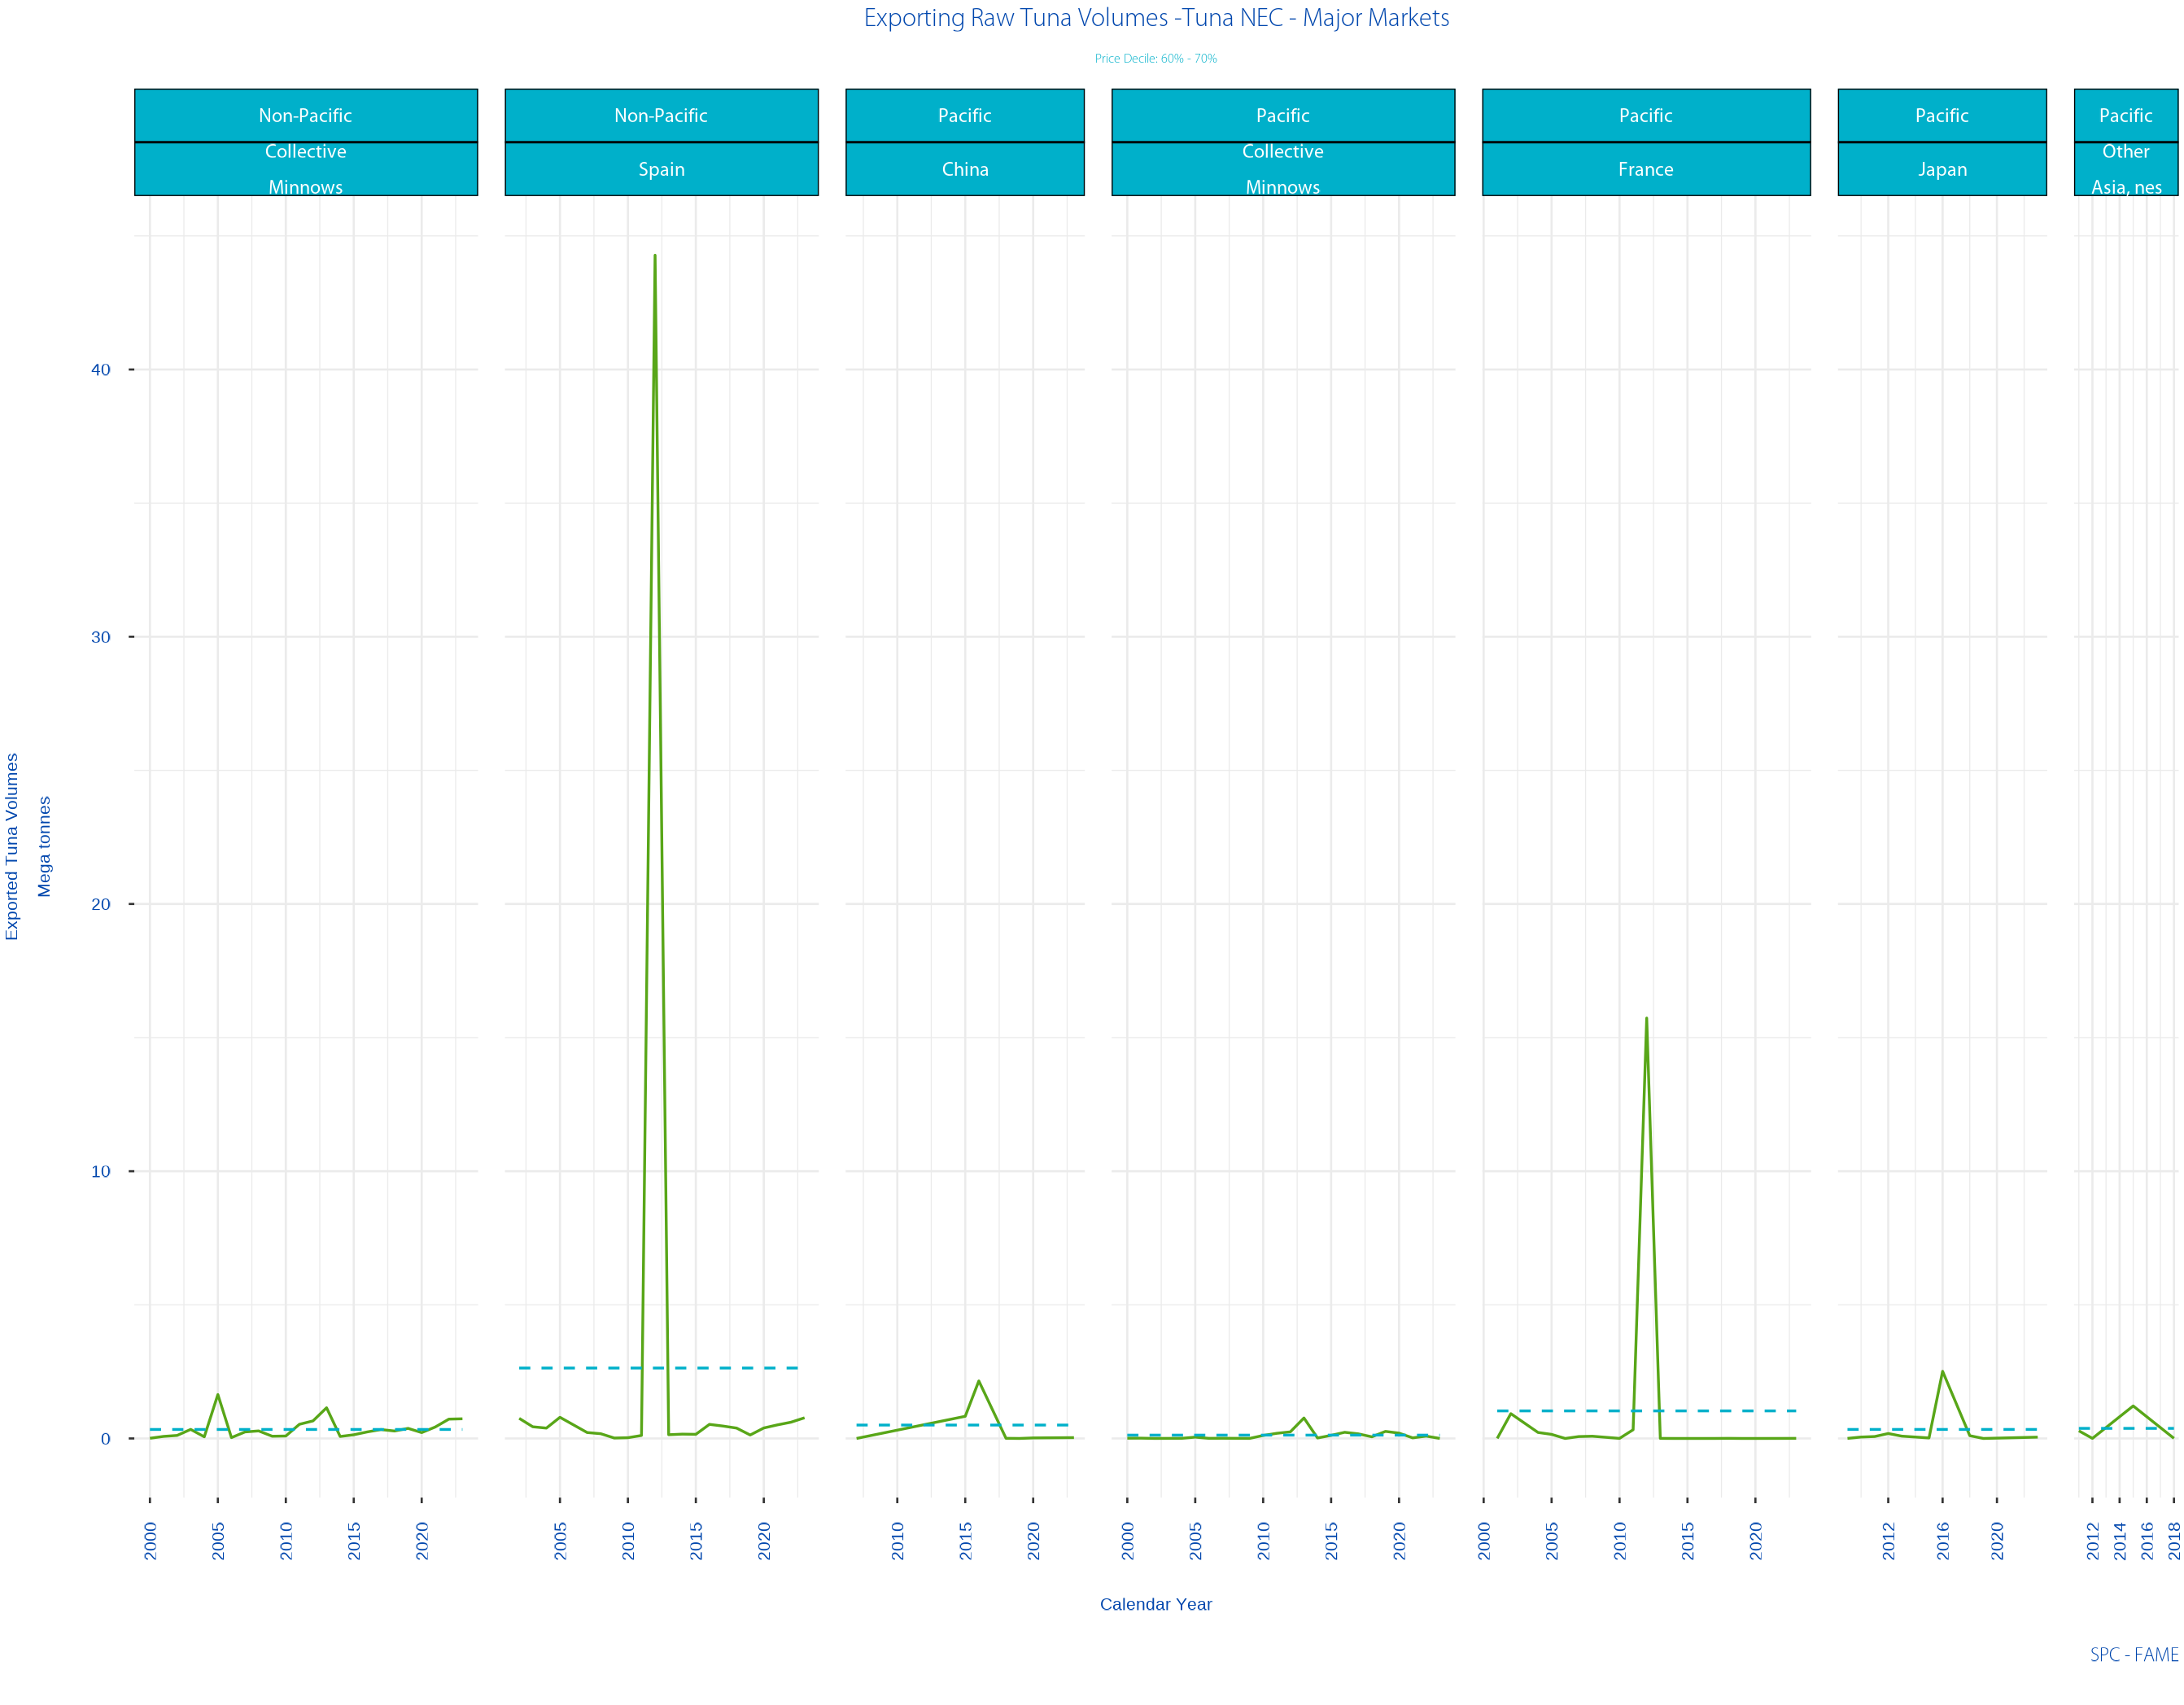 Exporting Raw Tuna Volumes -Tuna NEC - Major Markets
Price Decile: 60% - 70%
Non-Pacific
Non-Pacific
Pacific
Pacific
Pacific
Pacific
Pacific
Collective
Minnows
Spain
China
Collective
Minnows
France
Japan
Other
Asia, nes
40
30
20
10
0
Exported Tuna Volumes
Mega tonnes
2000 2005 2010 2015 2020
2005 2010 2015 2020
2010 2015 2020
2000 2005 2010 2015 2020
2000 2005 2010 2015 2020
2012 2016 2020
2012 2014 2016 2018
Calendar Year
SPC - FAME